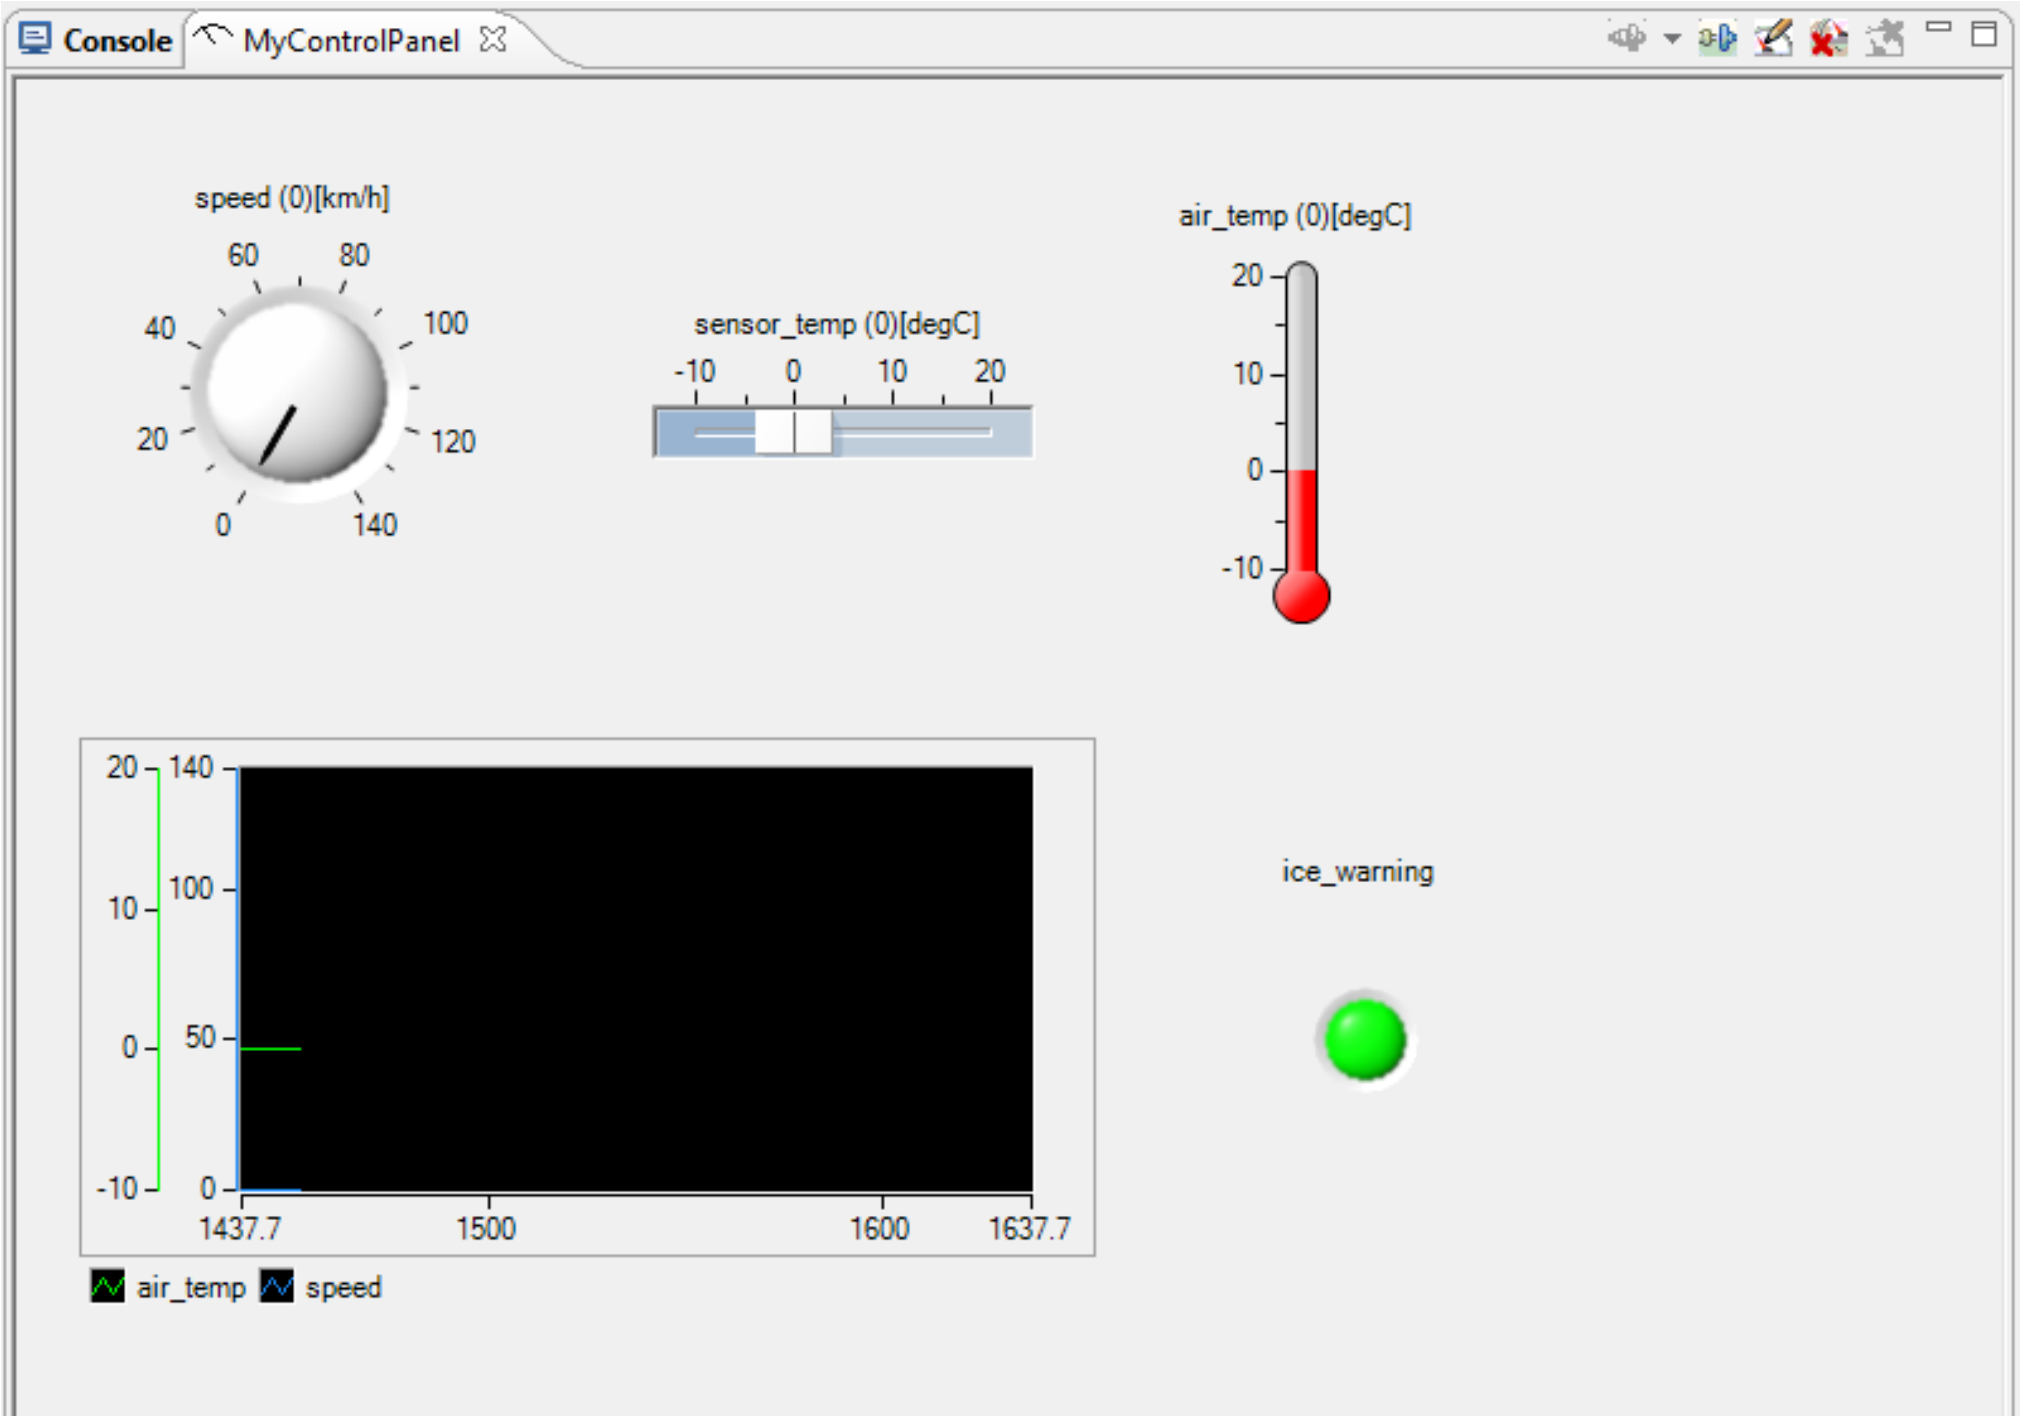 Console MyControlPanel
speed (0)[km/h]
60 80
40 100
20 120
0 140
sensor_temp (0)[degC]
-10 0 10 20
air_temp (0)[degC]
20
10
0
-10
20 140
100
10
50
0
-10 0
1437.7 1500 1600 1637.7
air_temp speed
ice_warning